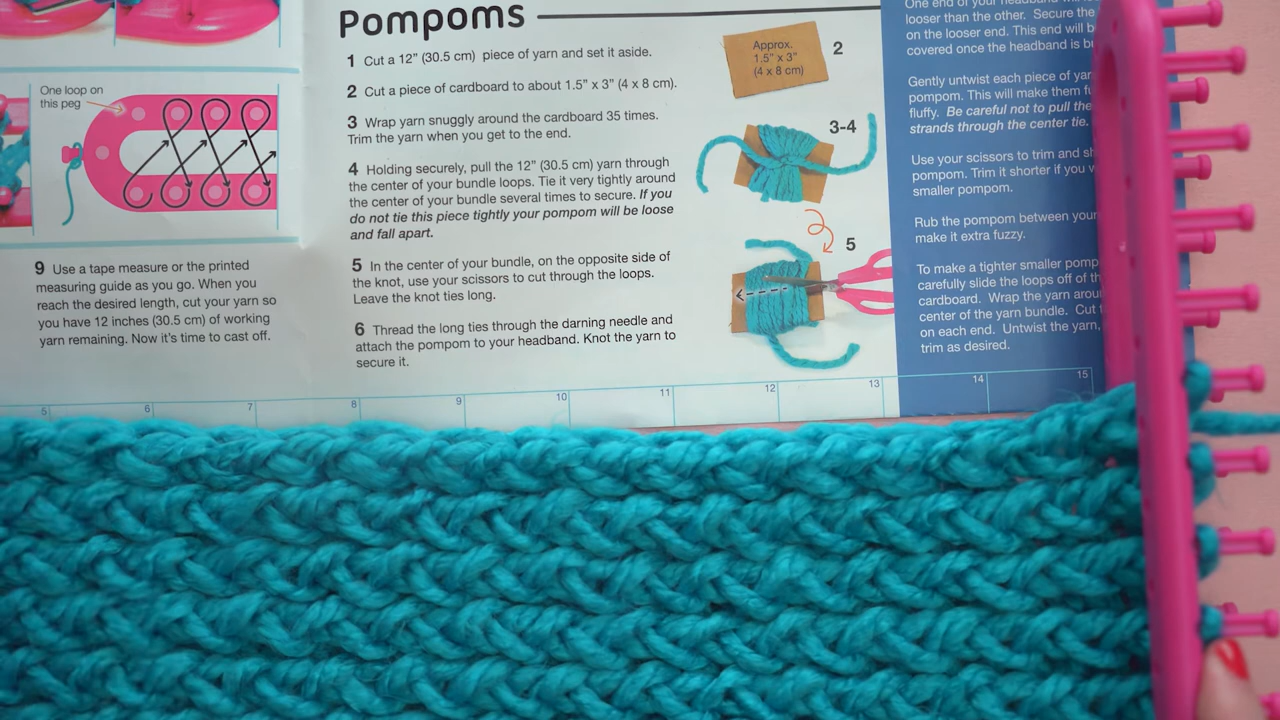 One loop on
this peg
9 Use a tape measure or the printed
measuring guide as you go. When you
reach the desired length, cut your yarn so
you have 12 inches (30.5 cm) of working
yarn remaining. Now it's time to cast off.
Pompoms
1 Cut a 12" (30.5 cm) piece of yarn and set it aside.
2 Cut a piece of cardboard to about 1.5" x 3" (4 x 8 cm).
3 Wrap yarn snuggly around the cardboard 35 times.
Trim the yarn when you get to the end.
4 Holding securely, pull the 12" (30.5 cm) yarn through
the center of your bundle loops. Tie it very tightly around
the center of your bundle several times to secure. If you
do not tie this piece tightly your pompom will be loose
and fall apart.
5 In the center of your bundle, on the opposite side of
the knot, use your scissors to cut through the loops.
Leave the knot ties long.
6 Thread the long ties through the darning needle and
attach the pompom to your headband. Knot the yarn to
secure it.
Approx.
1.5" x 3"
(4 x 8 cm)
2
3-4
5
One end of your headband will
looser than the other. Secure the
on the looser end. This end will b
covered once the headband is
Gently untwist each piece of yar
pompom. This will make them
fluffy. Be careful not to pull the
strands through the center tie.
Use your scissors to trim and sh
pompom. Trim it shorter if you
smaller pompom.
Rub the pompom between your
make it extra fuzzy.
To make a tighter smaller pomp
carefully slide the loops off of th
cardboard. Wrap the yarn arou
center of the yarn bundle. Cut
on each end. Untwist the yarn,
trim as desired.
5 6 7 8 9 10 11 12 13 14 15